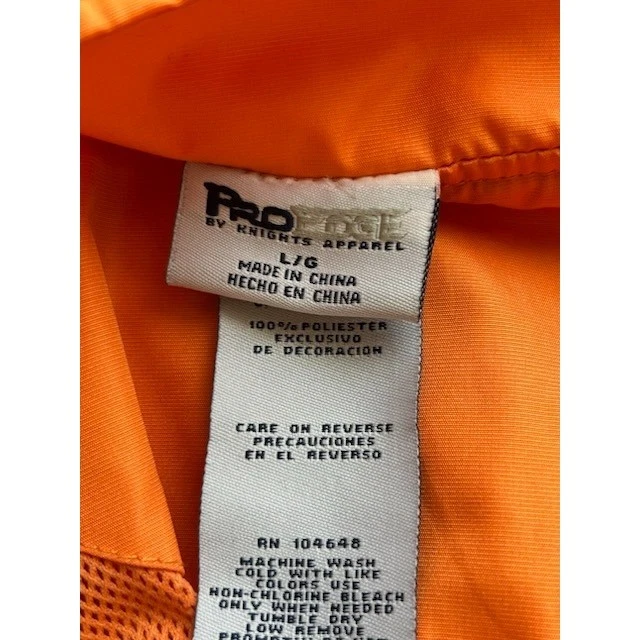 PRO EDGE
BY KNIGHTS APPAREL
L/G
MADE IN CHINA
HECHO EN CHINA
100% POLIESTER
EXCLUSIVO
DE DECORACION
CARE ON REVERSE
PRECAUCIONES
EN EL REVERSO
RN 104648
MACHINE WASH
COLD WITH LIKE
COLORS USE
NON-CHLORINE BLEACH
ONLY WHEN NEEDED
TUMBLE DRY
LOW REMOVE